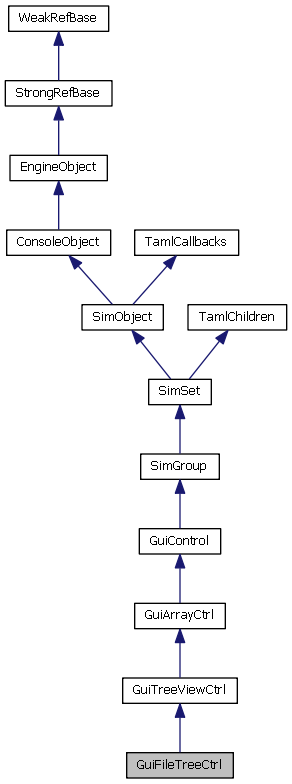 WeakRefBase
StrongRefBase
EngineObject
ConsoleObject
TamlCallbacks
SimObject
TamlChildren
SimSet
SimGroup
GuiControl
GuiArrayCtrl
GuiTreeViewCtrl
GuiFileTreeCtrl